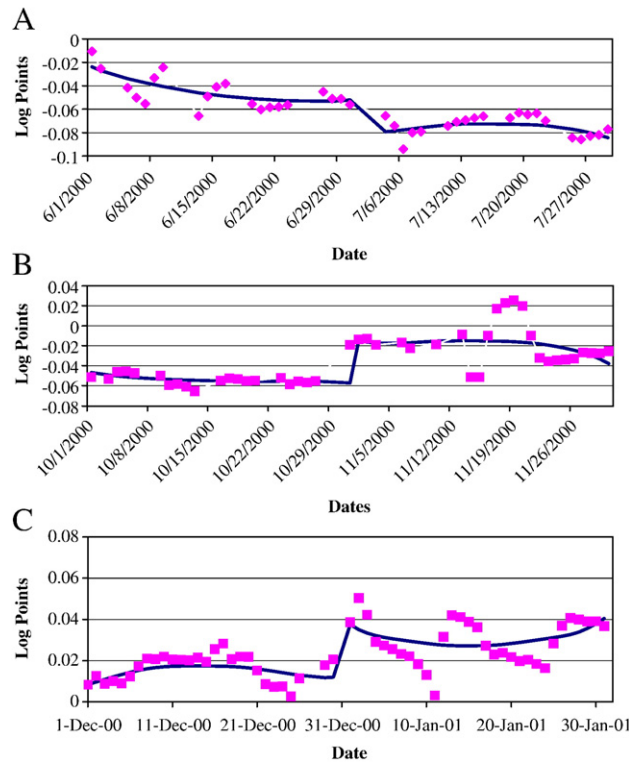 A
Log Points
0
-0.02
-0.04
-0.06
-0.08
-0.1
6/1/2000
6/8/2000
6/15/2000
6/22/2000
6/29/2000
7/6/2000
7/13/2000
7/20/2000
7/27/2000
Date
B
Log Points
0.04
0.02
0
-0.02
-0.04
-0.06
-0.08
10/1/2000
10/8/2000
10/15/2000
10/22/2000
10/29/2000
11/5/2000
11/12/2000
11/19/2000
11/26/2000
Dates
C
Log Points
0.08
0.06
0.04
0.02
0
1-Dec-00
11-Dec-00
21-Dec-00
31-Dec-00
10-Jan-01
20-Jan-01
30-Jan-01
Date